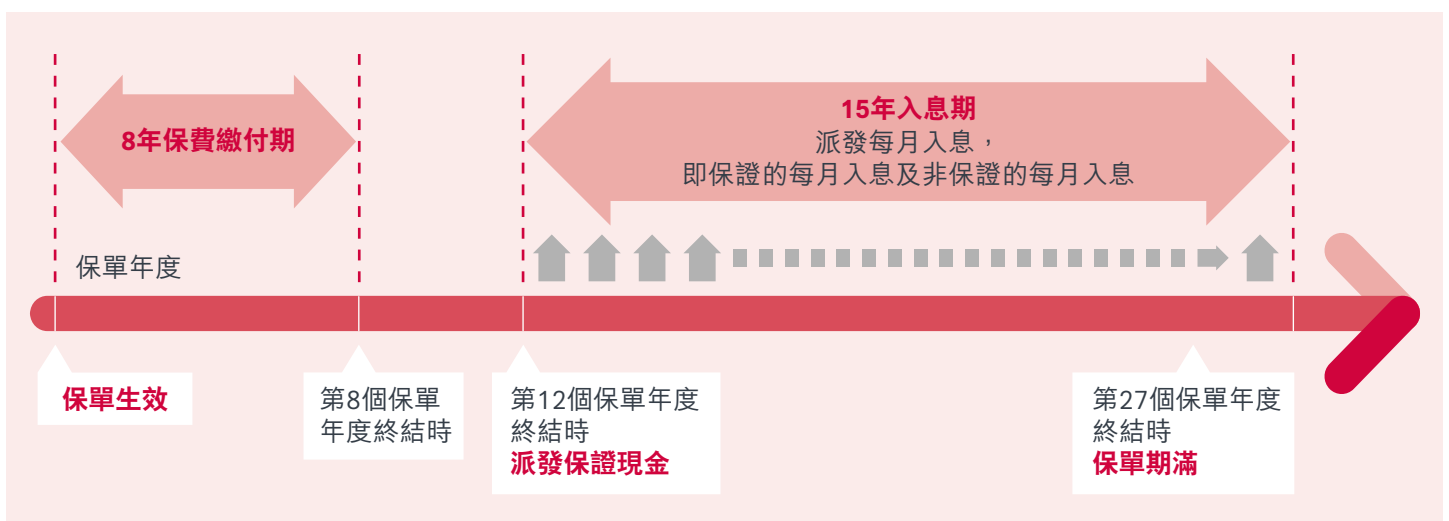 8年保費繳付期
15年入息期
派發每月入息，
即保證的每月入息及非保證的每月入息
保單年度
保單生效
第8個保單
年度終結時
第12個保單年度
終結時
派發保證現金
第27個保單年度
終結時
保單期滿